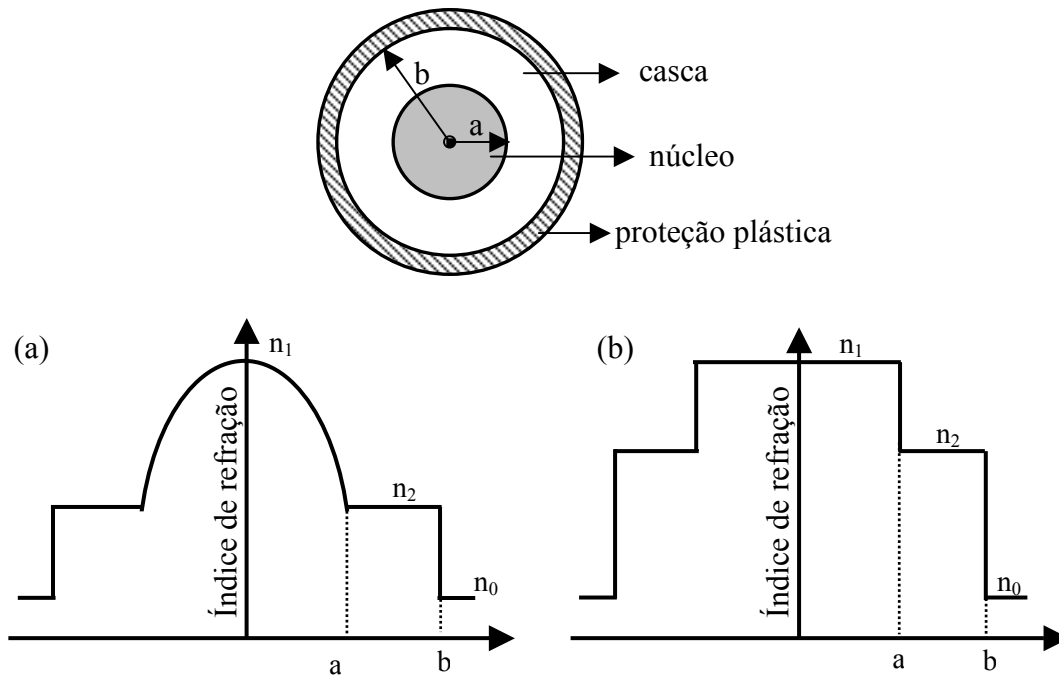 casca
b
a
núcleo
proteção plástica
(a)
n₁
Índice de refração
n₂
n₀
a
b
(b)
n₁
Índice de refração
n₂
n₀
a
b